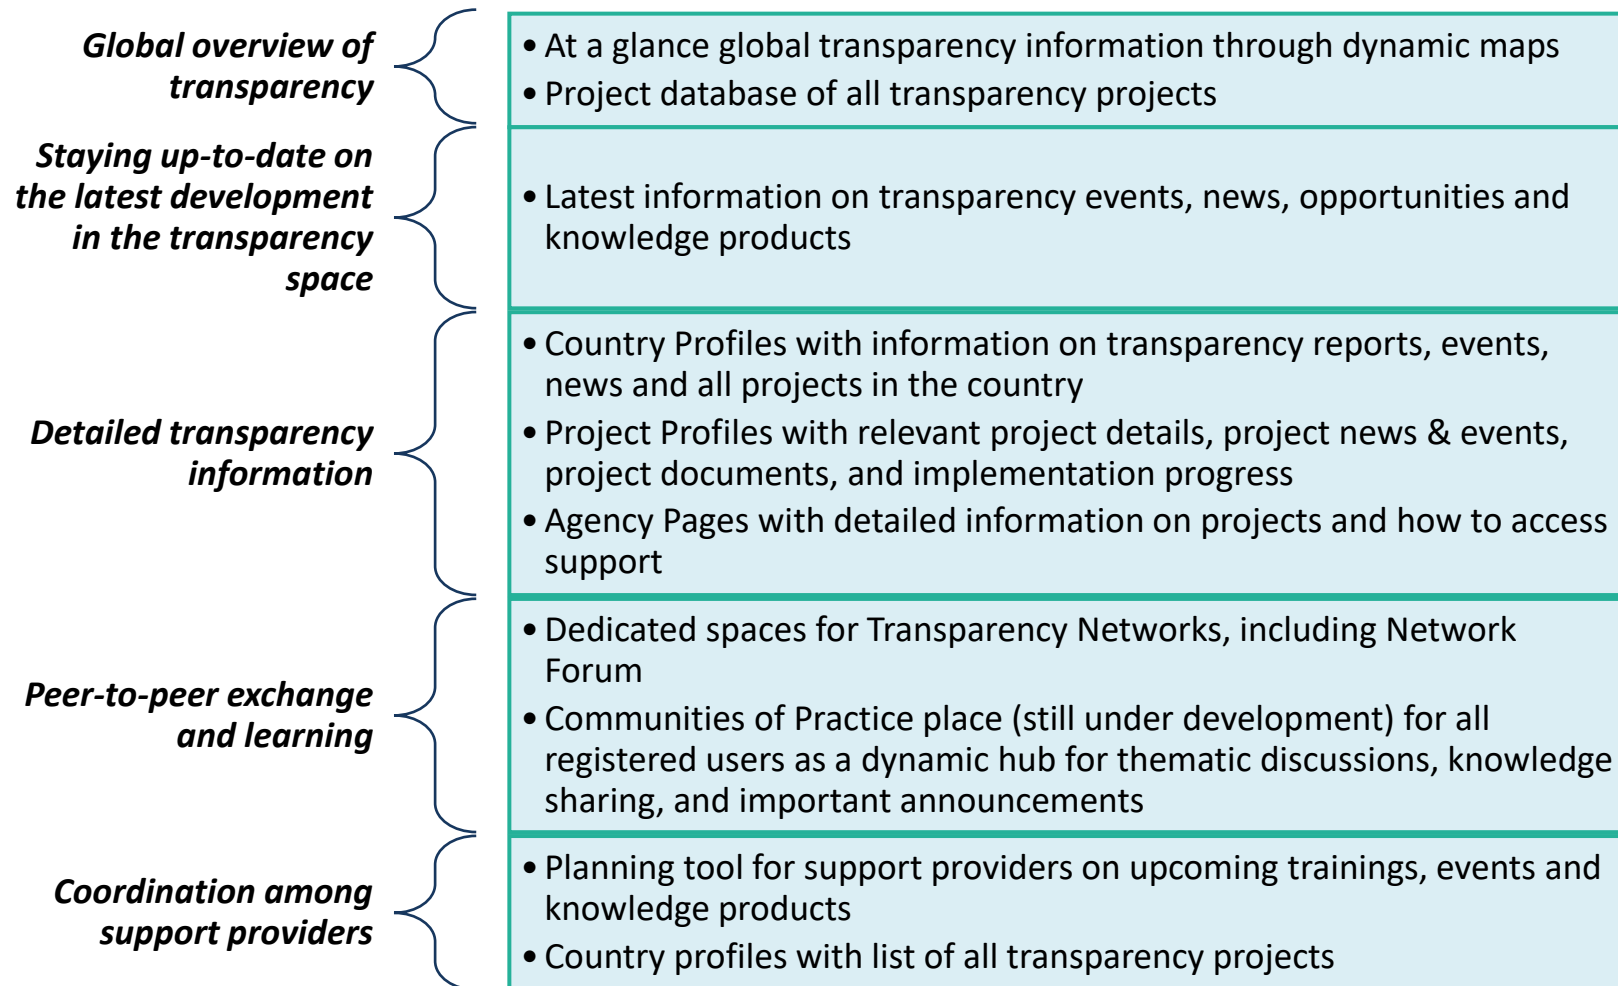 Global overview of
transparency
• At a glance global transparency information through dynamic maps
• Project database of all transparency projects
Staying up-to-date on
the latest development
in the transparency
space
• Latest information on transparency events, news, opportunities and
knowledge products
Detailed transparency
information
• Country Profiles with information on transparency reports, events,
news and all projects in the country
• Project Profiles with relevant project details, project news & events,
project documents, and implementation progress
• Agency Pages with detailed information on projects and how to access
support
Peer-to-peer exchange
and learning
• Dedicated spaces for Transparency Networks, including Network
Forum
• Communities of Practice place (still under development) for all
registered users as a dynamic hub for thematic discussions, knowledge
sharing, and important announcements
Coordination among
support providers
• Planning tool for support providers on upcoming trainings, events and
knowledge products
• Country profiles with list of all transparency projects